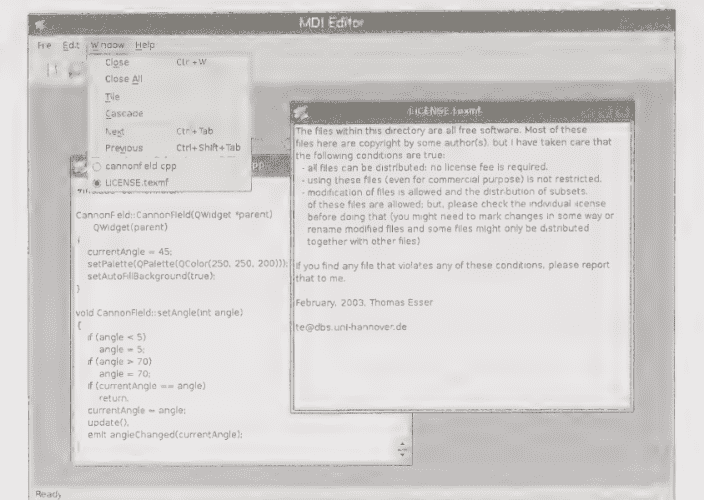 MDI Editor
File Edit Window Help
Close Ctrl+W
Close All
Tile
Cascade
Next Ctrl+Tab
Previous Ctrl+Shift+Tab
cannonfield.cpp
LICENSE.texmf
CannonField::CannonField(QWidget *parent)
QWidget(parent)
{
currentAngle = 45;
setPalette(QPalette(QColor(250, 250, 200)));
setAutoFillBackground(true);
}
void CannonField::setAngle(int angle)
{
if (angle < 5)
angle = 5;
if (angle > 70)
angle = 70;
if (currentAngle == angle)
return;
currentAngle = angle;
update();
emit angleChanged(currentAngle);
LICENSE.texmf
The files within this directory are all free software. Most of these
files here are copyright by some author(s), but I have taken care that
the following conditions are true:
- all files can be distributed; no license fee is required.
- using these files (even for commercial purpose) is not restricted.
- modification of files is allowed and the distribution of subsets.
of these files are allowed; but, please check the individual license
before doing that (you might need to mark changes in some way or
rename modified files and some files might only be distributed
together with other files)
If you find any file that violates any of these conditions, please report
that to me.
February, 2003, Thomas Esser
te@dbs.uni-hannover.de
Ready